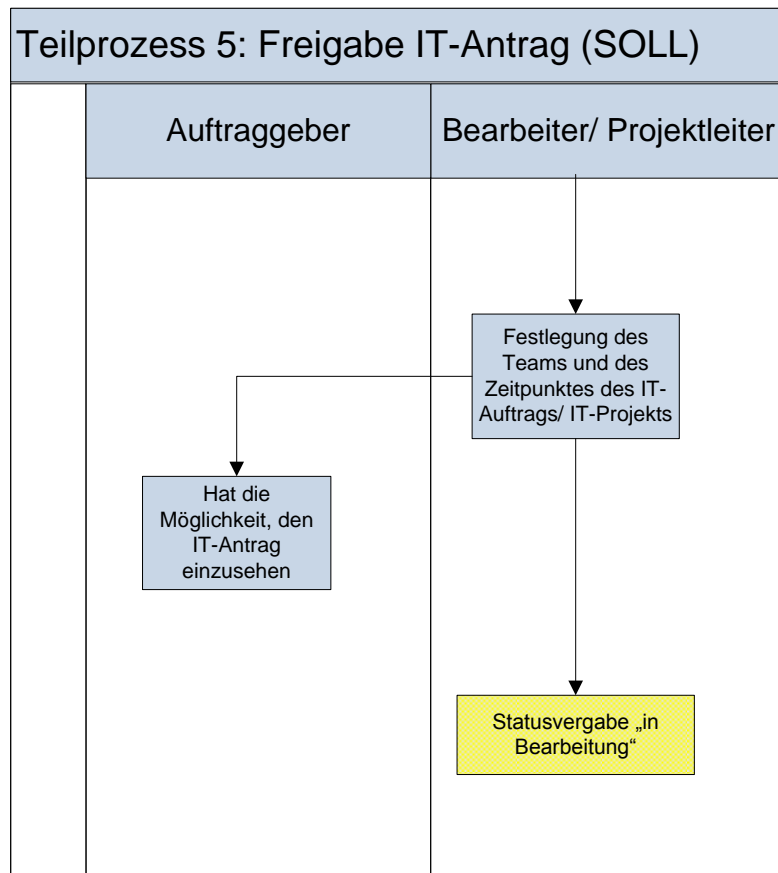 Teilprozess 5: Freigabe IT-Antrag (SOLL)
Auftraggeber
Bearbeiter/ Projektleiter
Festlegung des
Teams und des
Zeitpunktes des IT-
Auftrags/ IT-Projekts
Hat die
Möglichkeit, den
IT-Antrag
einzusehen
Statusvergabe „in
Bearbeitung“